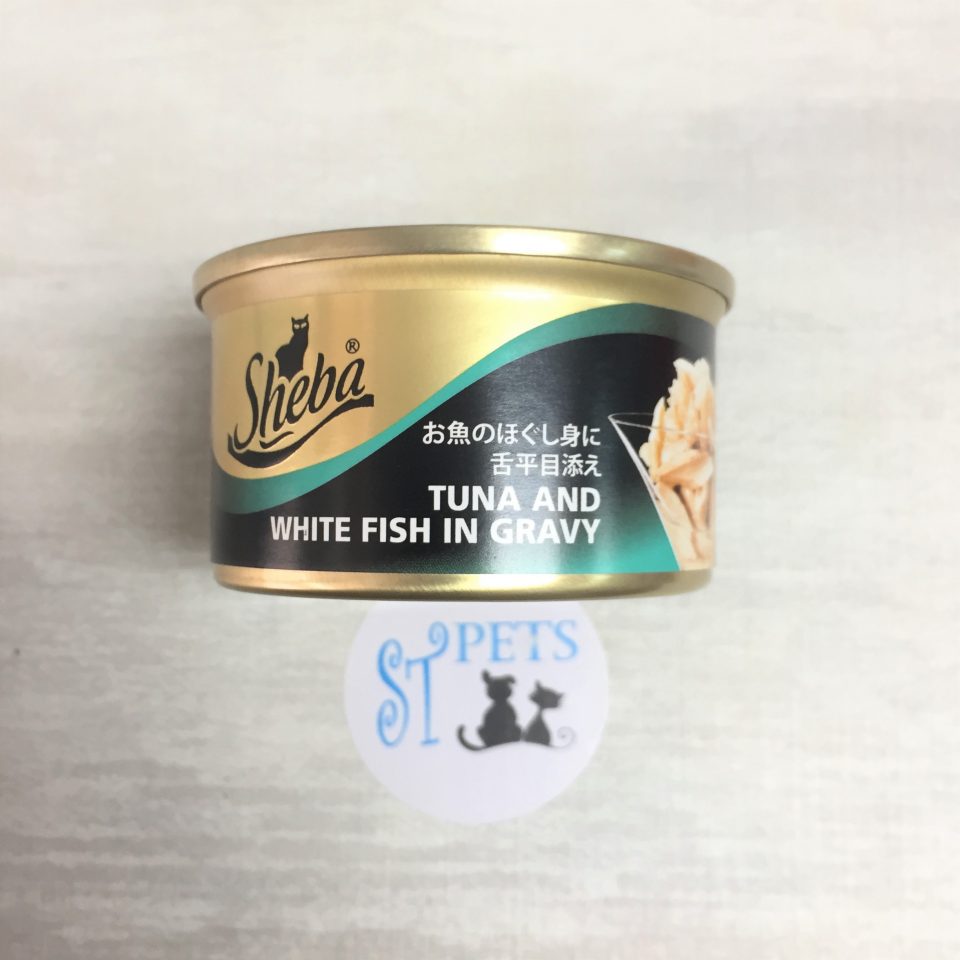 Sheba®
お魚のほぐし身に
舌平目添え
TUNA AND
WHITE FISH IN GRAVY
ST PETS